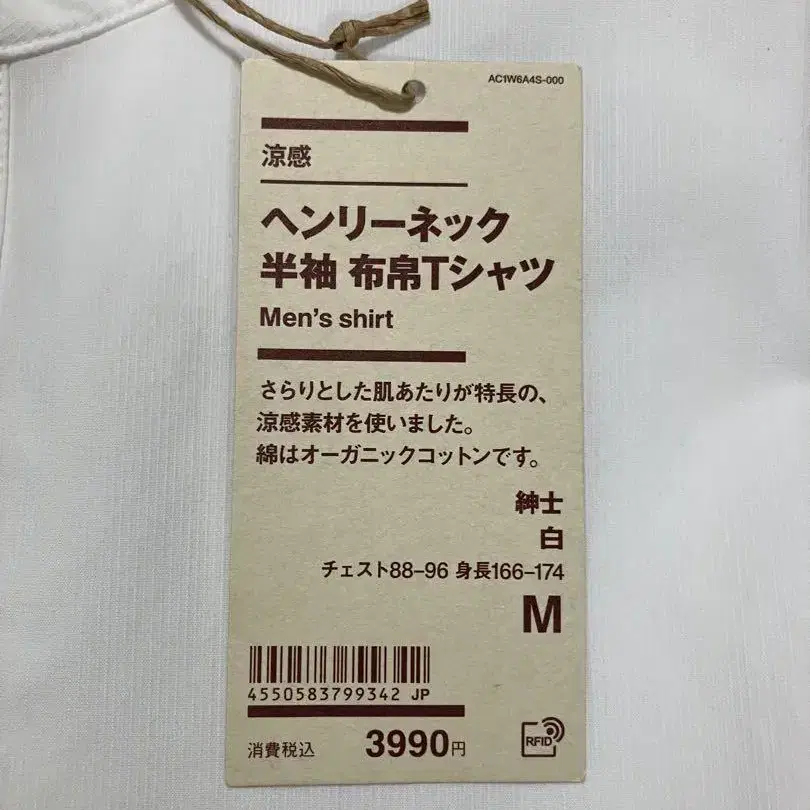 AC1W6A4S-000
涼感
ヘンリーネック
半袖 布帛Tシャツ
Men's shirt
さらりとした肌あたりが特長の、
涼感素材を使いました。
綿はオーガニックコットンです。
紳士
白
チェスト88–96 身長166–174
M
4550583799342 JP
消費税込 3990円
RFID